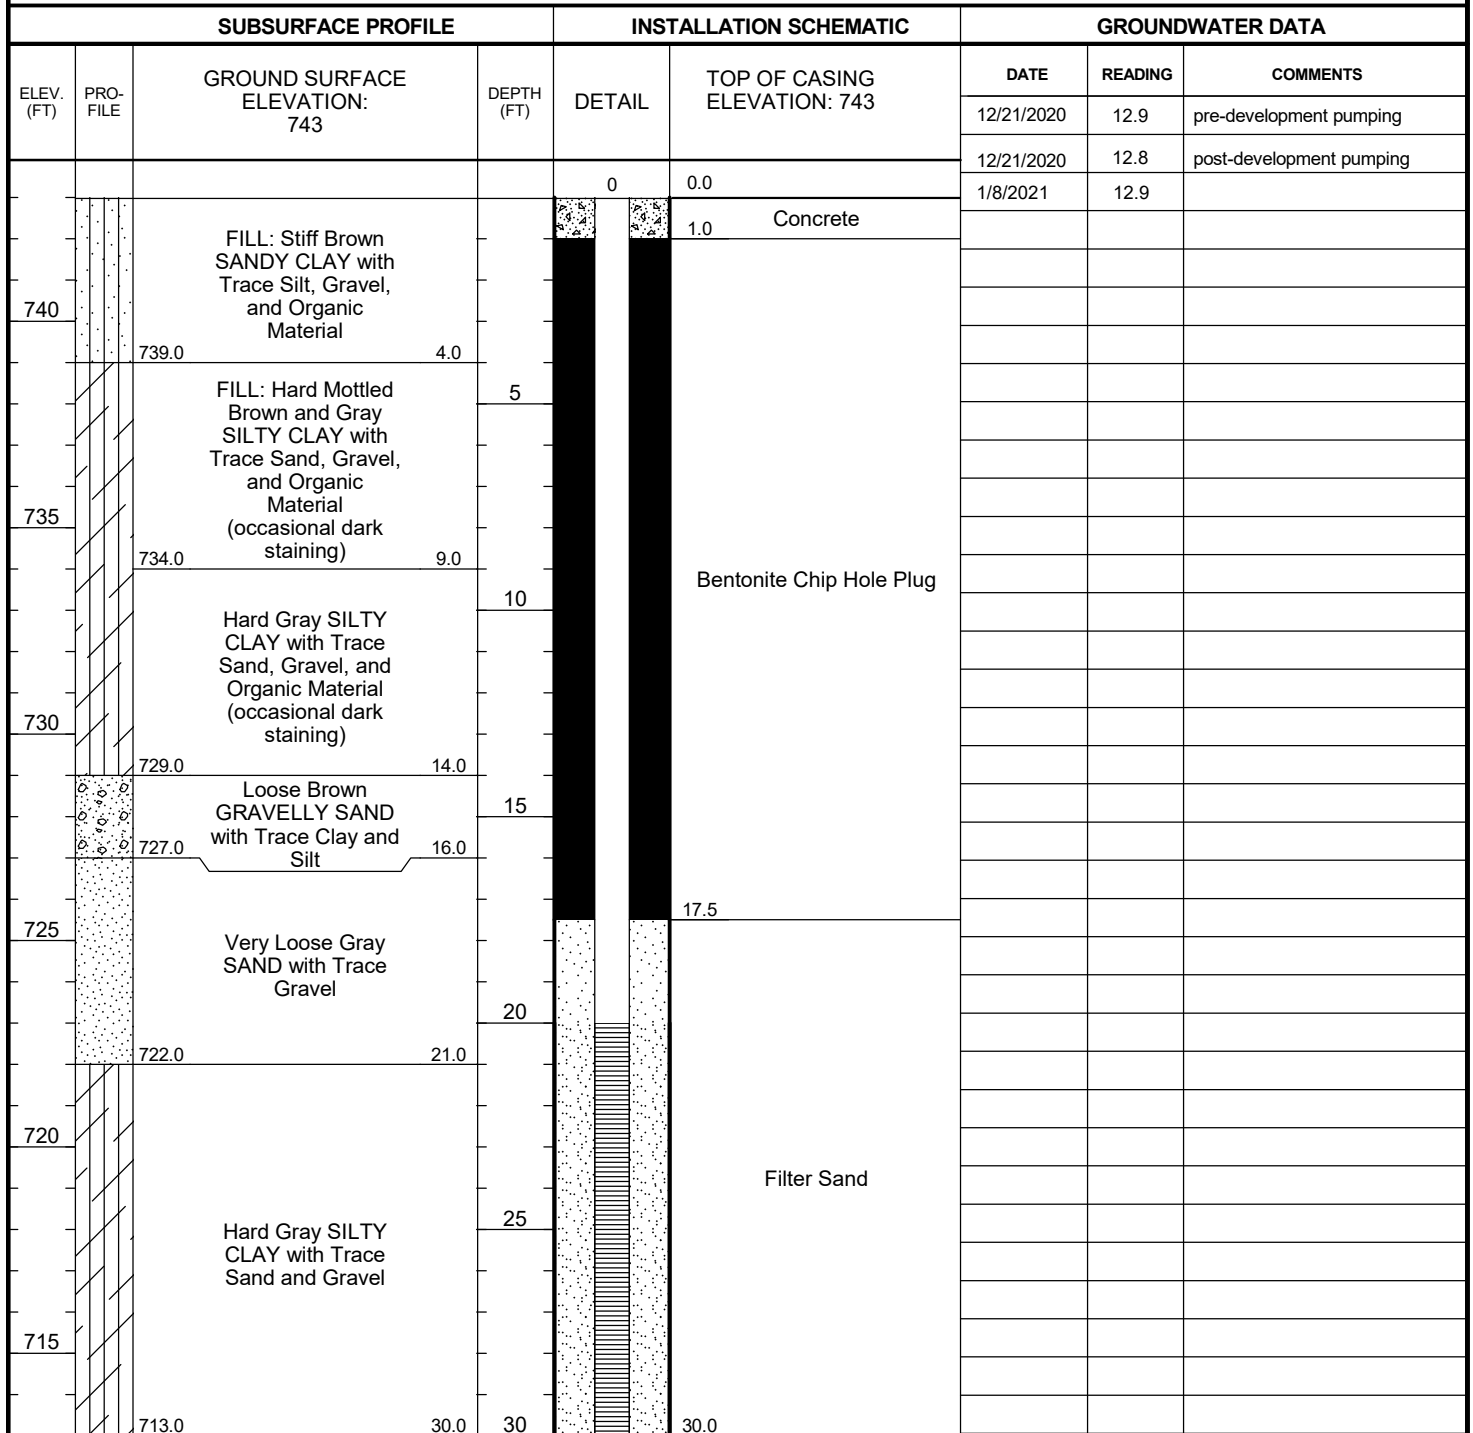 SUBSURFACE PROFILE
INSTALLATION SCHEMATIC
GROUNDWATER DATA
ELEV.
(FT)
PRO-
FILE
GROUND SURFACE
ELEVATION:
743
DEPTH
(FT)
DETAIL
TOP OF CASING
ELEVATION: 743
DATE READING COMMENTS
12/21/2020 12.9 pre-development pumping
12/21/2020 12.8 post-development pumping
1/8/2021 12.9
0 0.0
Concrete
1.0
FILL: Stiff Brown
SANDY CLAY with
Trace Silt, Gravel,
and Organic
Material
740
739.0 4.0
FILL: Hard Mottled
Brown and Gray
SILTY CLAY with
Trace Sand, Gravel,
and Organic
Material
(occasional dark
staining)
5
735
734.0 9.0
Bentonite Chip Hole Plug
10
Hard Gray SILTY
CLAY with Trace
Sand, Gravel, and
Organic Material
(occasional dark
staining)
730
729.0 14.0
Loose Brown
GRAVELLY SAND
with Trace Clay and
Silt
15
727.0 16.0
17.5
725
Very Loose Gray
SAND with Trace
Gravel
20
722.0 21.0
720
Filter Sand
25
Hard Gray SILTY
CLAY with Trace
Sand and Gravel
715
713.0 30.0 30 30.0